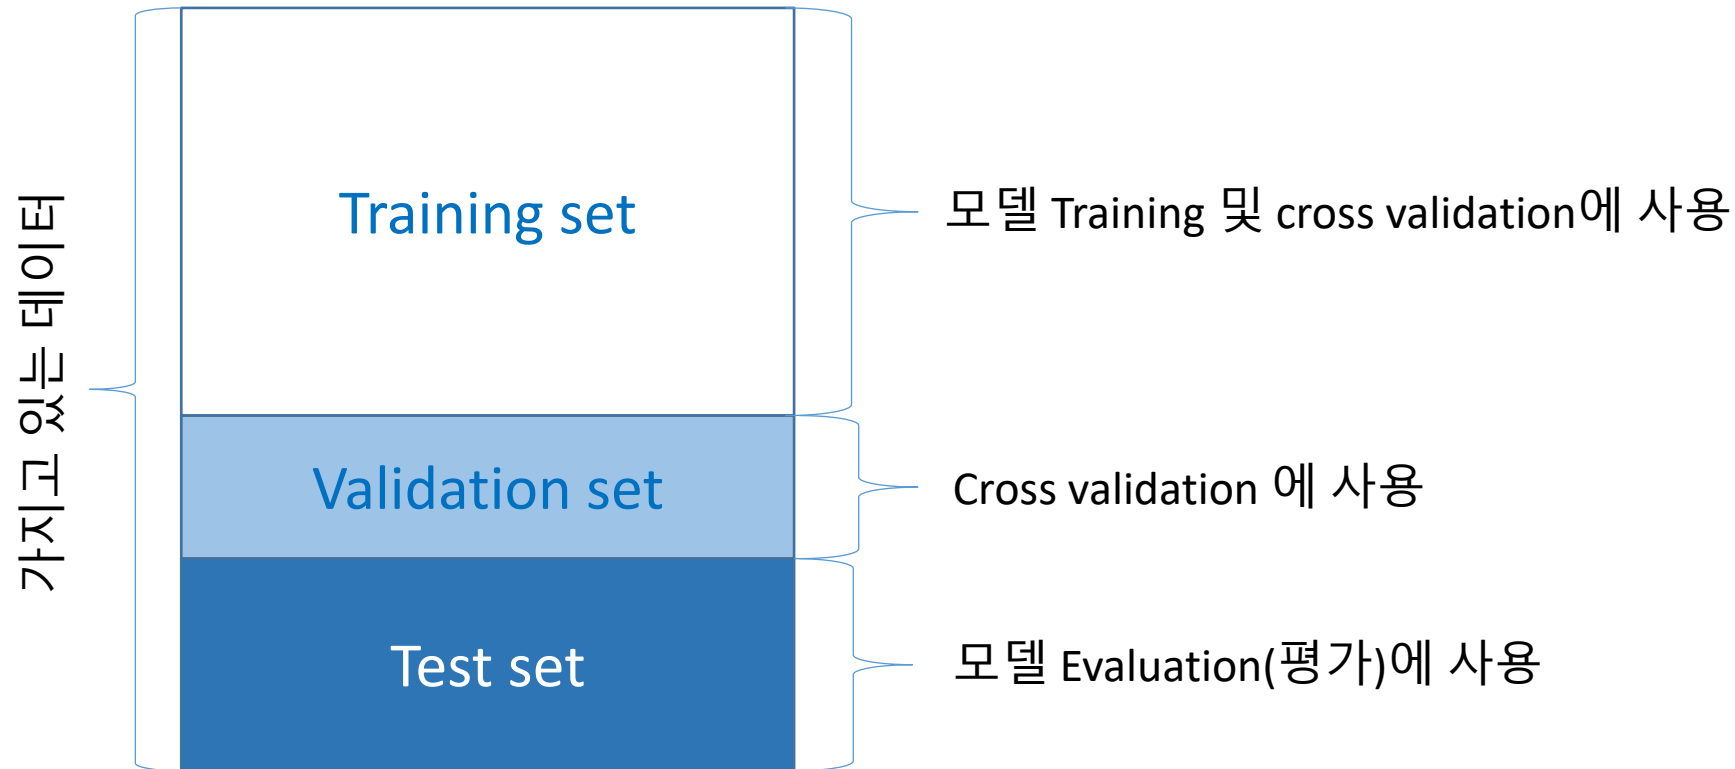 가지고 있는 데이터
Training set
모델 Training 및 cross validation에 사용
Validation set
Cross validation 에 사용
Test set
모델 Evaluation(평가)에 사용